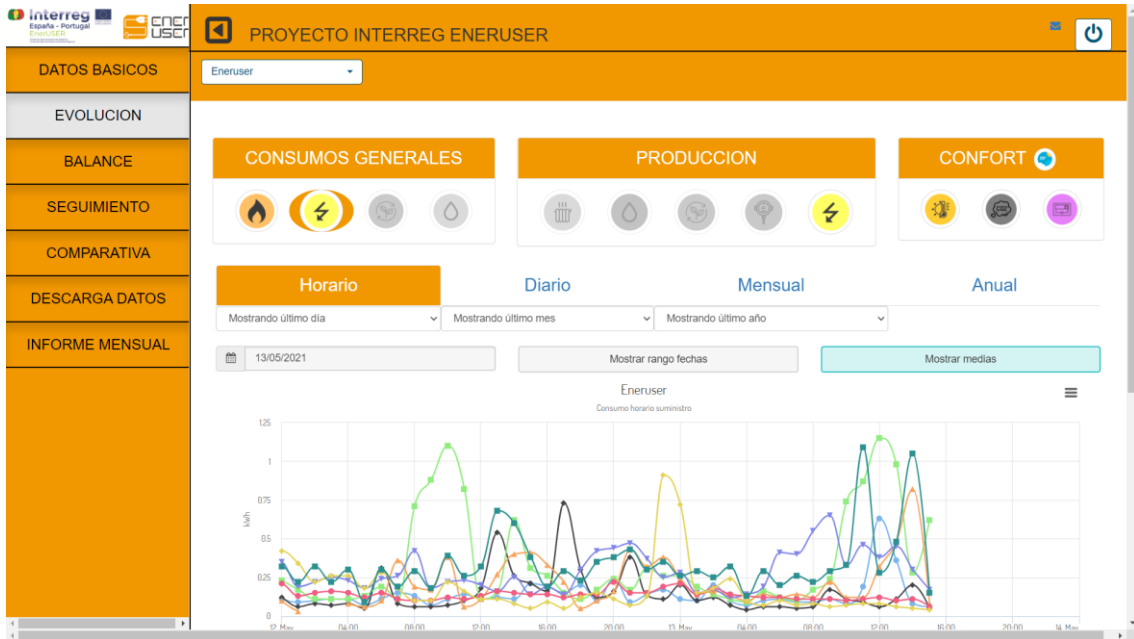 Interreg
España - Portugal
EnerUSER
ENER
USER
PROYECTO INTERREG ENERUSER
Eneruser
DATOS BASICOS
EVOLUCION
BALANCE
SEGUIMIENTO
COMPARATIVA
DESCARGA DATOS
INFORME MENSUAL
CONSUMOS GENERALES
PRODUCCION
CONFORT
Horario Diario Mensual Anual
Mostrando último día Mostrando último mes Mostrando último año
13/05/2021 Mostrar rango fechas Mostrar medias
Eneruser
Consumo horario suministro
kWh
1.25
1
0.75
0.5
0.25
0
12. May 04:00 08:00 12:00 16:00 20:00 13. May 04:00 08:00 12:00 16:00 20:00 14. May